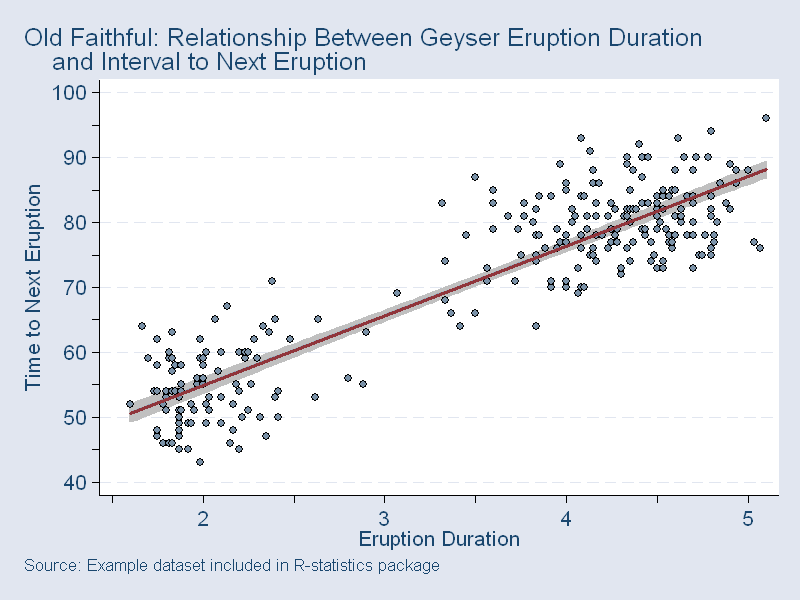 Old Faithful: Relationship Between Geyser Eruption Duration
and Interval to Next Eruption
100
90
80
70
60
50
40
Time to Next Eruption
2 3 4 5
Eruption Duration
Source: Example dataset included in R-statistics package